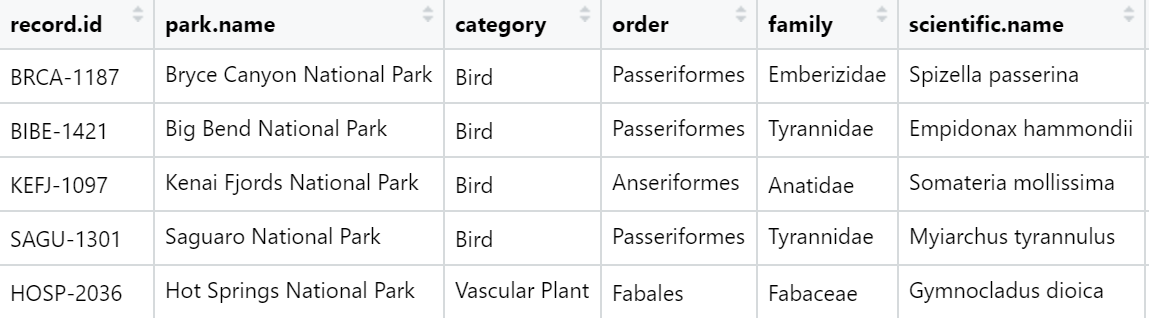 record.id park.name category order family scientific.name
BRCA-1187 Bryce Canyon National Park Bird Passeriformes Emberizidae Spizella passerina
BIBE-1421 Big Bend National Park Bird Passeriformes Tyrannidae Empidonax hammondii
KEFJ-1097 Kenai Fjords National Park Bird Anseriformes Anatidae Somateria mollissima
SAGU-1301 Saguaro National Park Bird Passeriformes Tyrannidae Myiarchus tyrannulus
HOSP-2036 Hot Springs National Park Vascular Plant Fabales Fabaceae Gymnocladus dioica